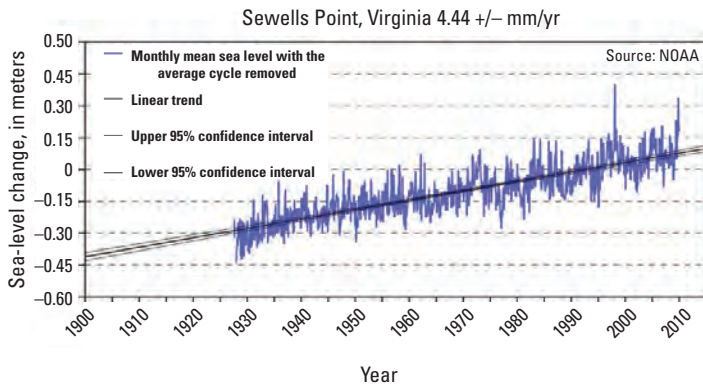 Sewells Point, Virginia 4.44 +/– mm/yr
Source: NOAA
Monthly mean sea level with the
average cycle removed
Linear trend
Upper 95% confidence interval
Lower 95% confidence interval
Sea-level change, in meters
0.50
0.45
0.30
0.15
0
–0.15
–0.30
–0.45
–0.60
1900
1910
1920
1930
1940
1950
1960
1970
1980
1990
2000
2010
Year